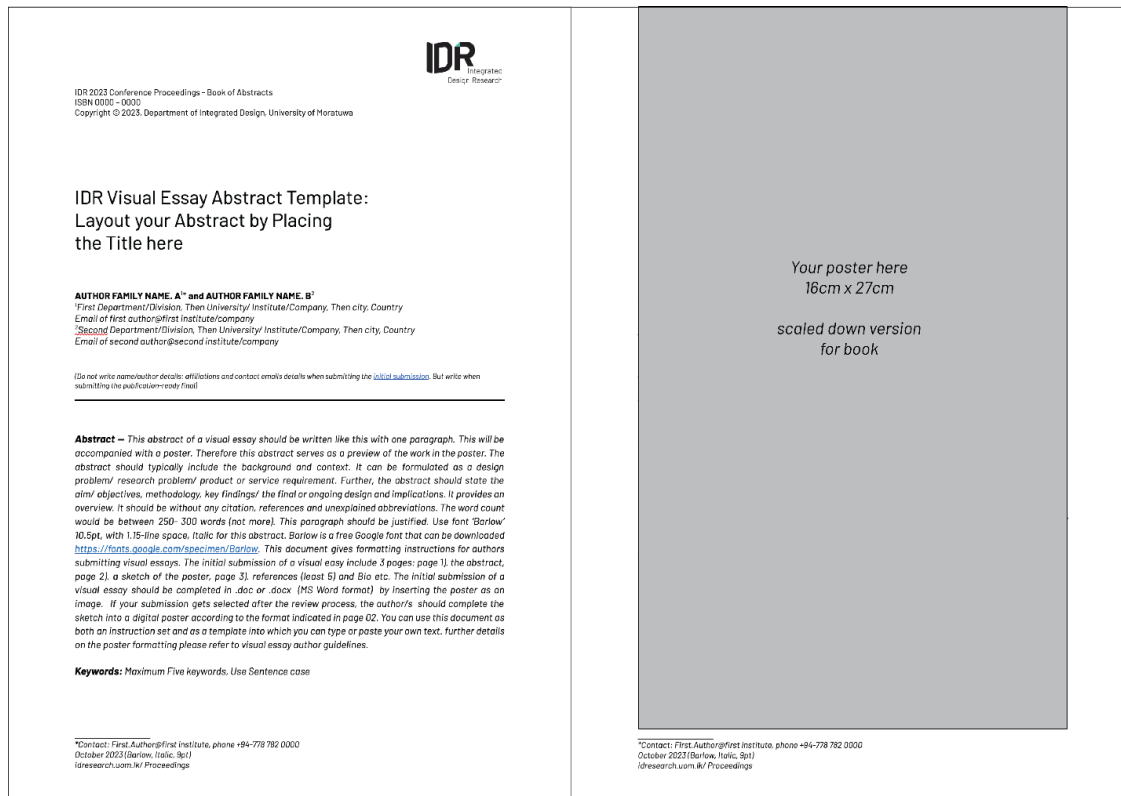 IDR
Integrated
Design Research
IDR 2023 Conference Proceedings - Book of Abstracts
ISBN 0000 - 0000
Copyright © 2023, Department of Integrated Design, University of Moratuwa
IDR Visual Essay Abstract Template:
Layout your Abstract by Placing
the Title here
AUTHOR FAMILY NAME. A¹* and AUTHOR FAMILY NAME. B²
¹First Department/Division, Then University/ Institute/Company, Then city, Country
Email of first author@first institute/company
²Second Department/Division, Then University/ Institute/Company, Then city, Country
Email of second author@second institute/company
(Do not write name/author details: affiliations and contact emails details when submitting the initial submission. But write when
submitting the publication-ready final)
Abstract — This abstract of a visual essay should be written like this with one paragraph. This will be
accompanied with a poster. Therefore this abstract serves as a preview of the work in the poster. The
abstract should typically include the background and context. It can be formulated as a design
problem/ research problem/ product or service requirement. Further, the abstract should state the
aim/ objectives, methodology, key findings/ the final or ongoing design and implications. It provides an
overview. It should be without any citation, references and unexplained abbreviations. The word count
would be between 250- 300 words (not more). This paragraph should be justified. Use font 'Barlow'
10.5pt, with 1.15-line space, Italic for this abstract. Barlow is a free Google font that can be downloaded
https://fonts.google.com/specimen/Barlow. This document gives formatting instructions for authors
submitting visual essays. The initial submission of a visual easy include 3 pages: page 1). the abstract,
page 2). a sketch of the poster, page 3). references (least 5) and Bio etc. The initial submission of a
visual essay should be completed in .doc or .docx (MS Word format) by inserting the poster as an
image. If your submission gets selected after the review process, the author/s should complete the
sketch into a digital poster according to the format indicated in page 02. You can use this document as
both an instruction set and as a template into which you can type or paste your own text. further details
on the poster formatting please refer to visual essay author guidelines.
Keywords: Maximum Five keywords, Use Sentence case
*Contact: First.Author@first institute, phone +94-778 782 0000
October 2023 (Barlow, Italic, 9pt)
idresearch.uom.lk/ Proceedings
Your poster here
16cm x 27cm
scaled down version
for book
*Contact: First.Author@first institute, phone +94-778 782 0000
October 2023 (Barlow, Italic, 9pt)
idresearch.uom.lk/ Proceedings